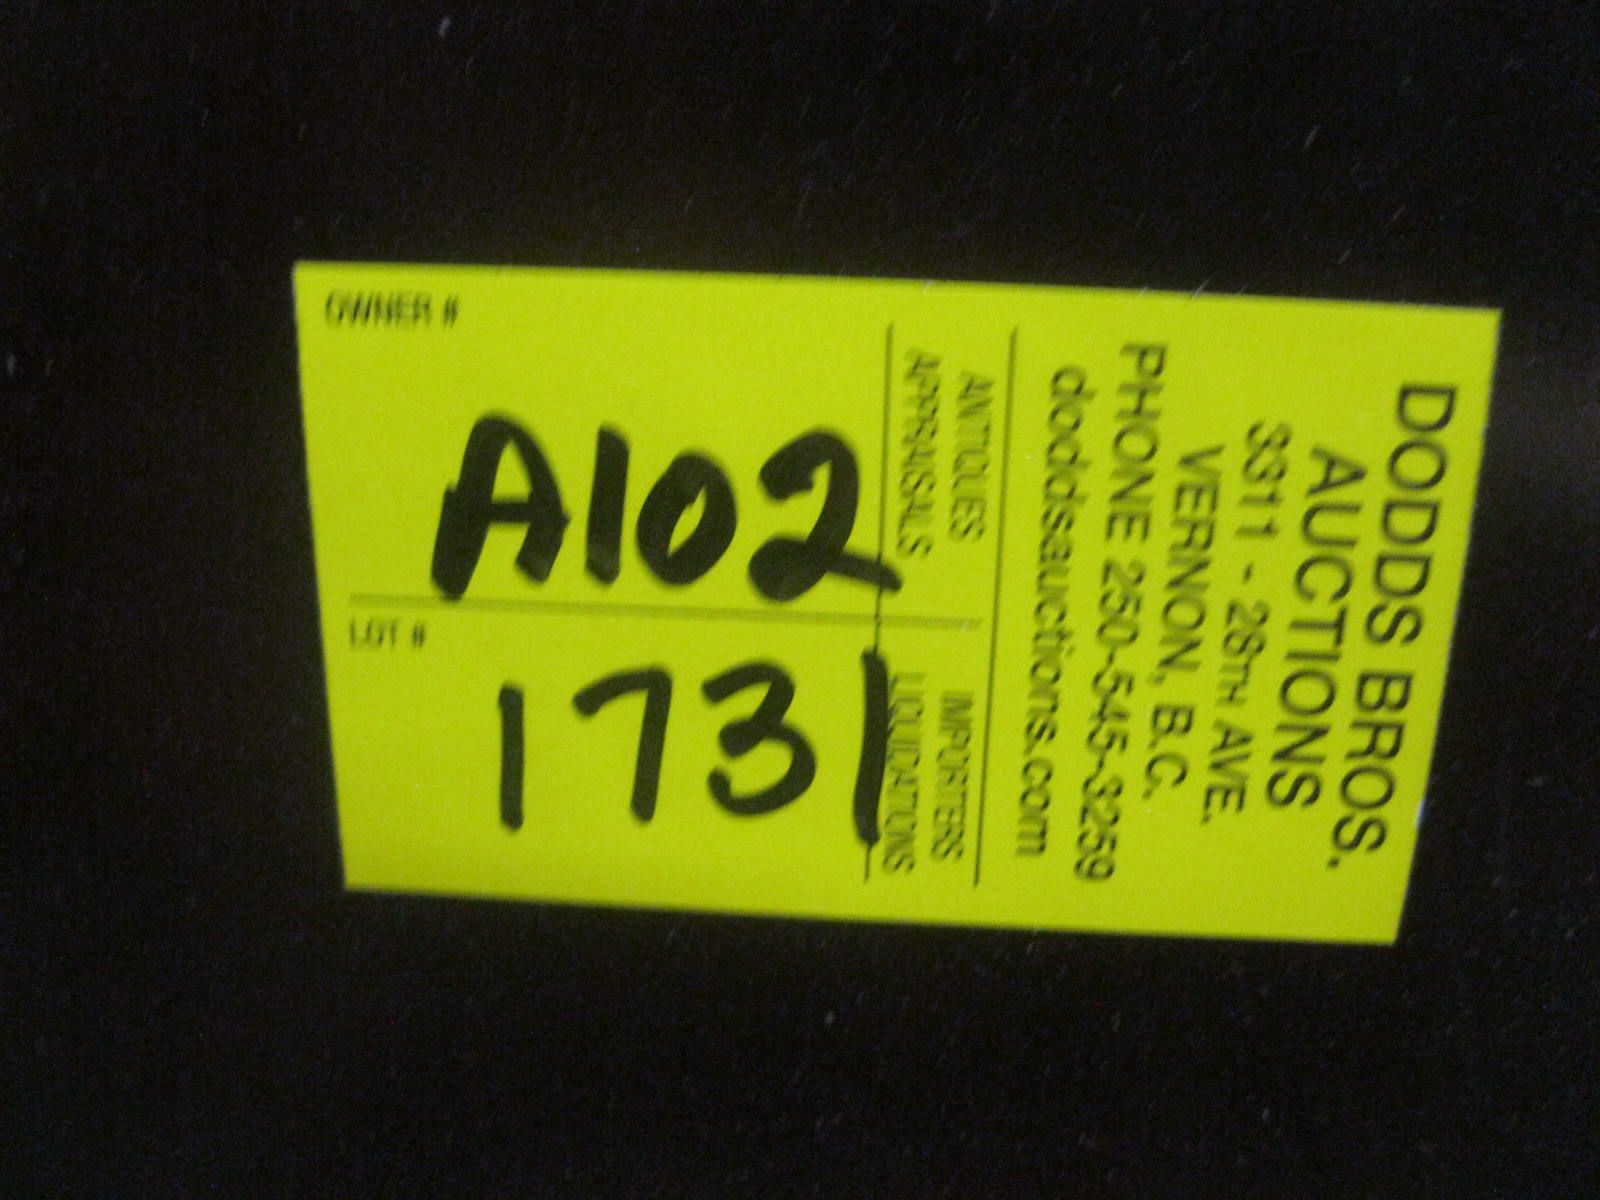 DODDS BROS.
AUCTIONS
3311 - 28TH AVE.
VERNON, B.C.
PHONE 250-545-3259
doddsauctions.com
ANTIQUES IMPORTERS
APPRAISALS LIQUIDATIONS
OWNER #
A102
LOT #
1731